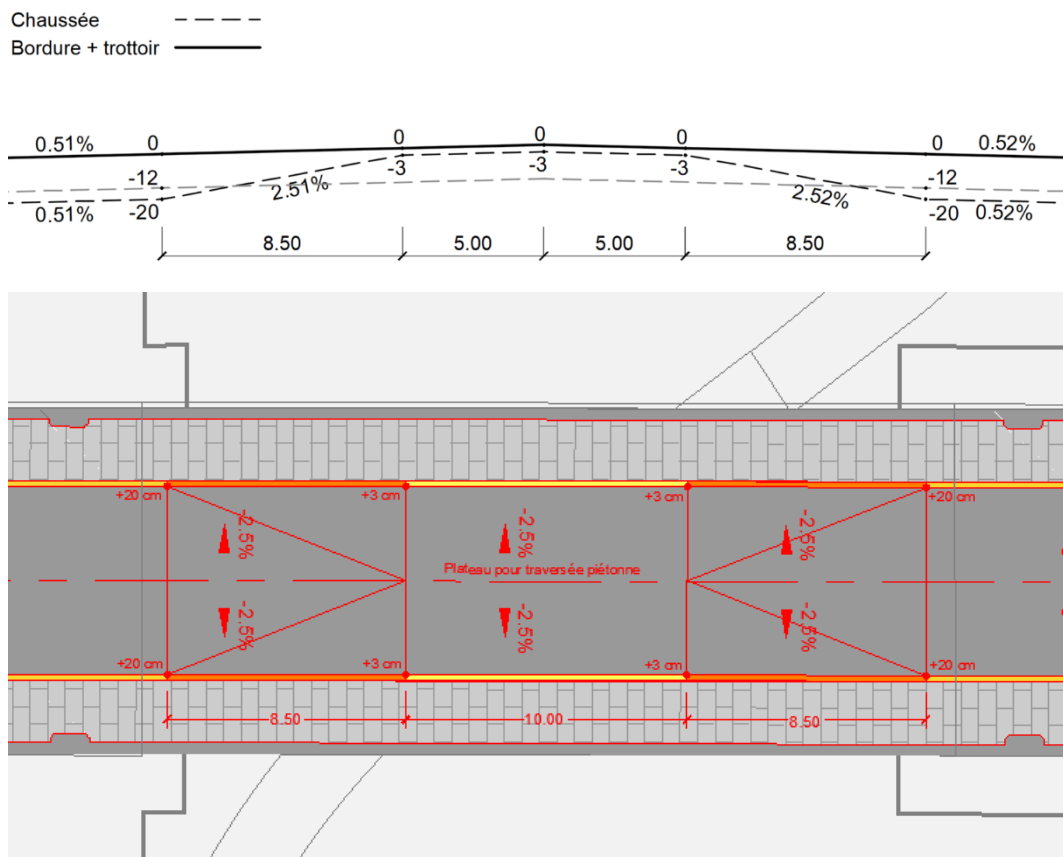 Chaussée
Bordure + trottoir
0.51% 0 0 0 0 0 0.52%
-12 -3 -3 -3 -12
2.51% 2.52%
0.51% -20 -20 0.52%
8.50 5.00 5.00 8.50
+20 cm +3 cm +3 cm +20 cm
-2.5% -2.5% -2.5%
Plateau pour traversée piétonne
-2.5% -2.5% -2.5%
+20 cm +3 cm +3 cm +20 cm
8.50 10.00 8.50